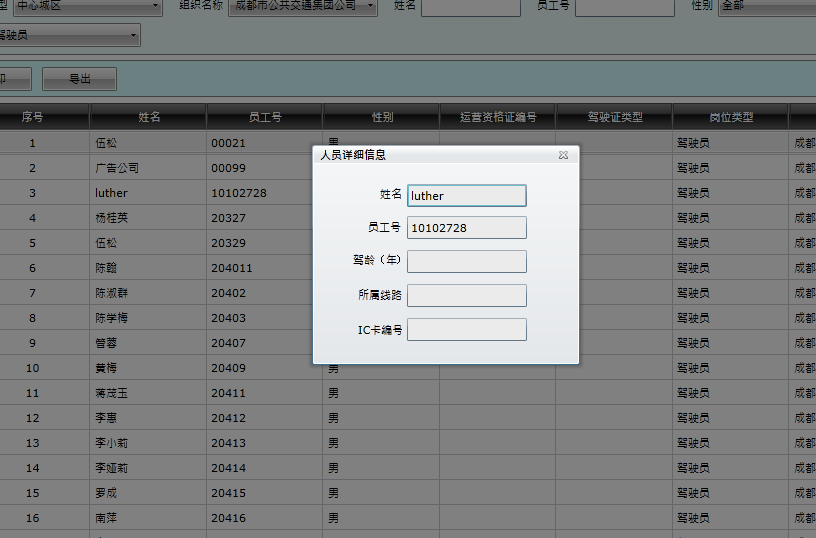 型 中心城区 组织名称 成都市公共交通集团公司 姓名 员工号 性别 全部
驾驶员
印 导出
序号 姓名 员工号 性别 运营资格证编号 驾驶证类型 岗位类型
1 伍松 00021 男 驾驶员 成都
2 广告公司 00099 驾驶员 成都
3 luther 10102728 驾驶员 成都
4 杨桂英 20327 驾驶员 成都
5 伍松 20329 驾驶员 成都
6 陈翰 204011 驾驶员 成都
7 陈淑群 20402 驾驶员 成都
8 陈学梅 20403 驾驶员 成都
9 曾蓉 20407 驾驶员 成都
10 黄梅 20409 男 驾驶员 成都
11 蒋茂玉 20411 男 驾驶员 成都
12 李惠 20412 男 驾驶员 成都
13 李小莉 20413 男 驾驶员 成都
14 李娅莉 20414 男 驾驶员 成都
15 罗成 20415 男 驾驶员 成都
16 南萍 20416 男 驾驶员 成都
人员详细信息
姓名 luther
员工号 10102728
驾龄（年）
所属线路
IC卡编号